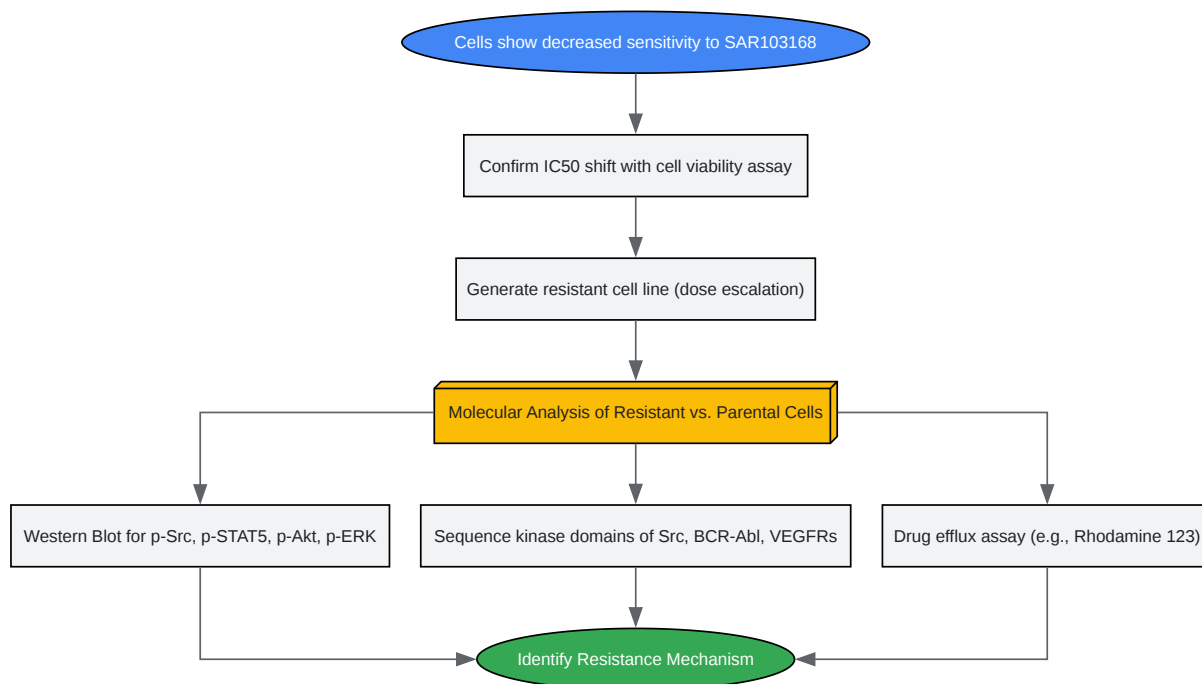 Cells show decreased sensitivity to SAR103168
Confirm IC50 shift with cell viability assay
Generate resistant cell line (dose escalation)
Molecular Analysis of Resistant vs. Parental Cells
Western Blot for p-Src, p-STAT5, p-Akt, p-ERK
Sequence kinase domains of Src, BCR-Abl, VEGFRs
Drug efflux assay (e.g., Rhodamine 123)
Identify Resistance Mechanism